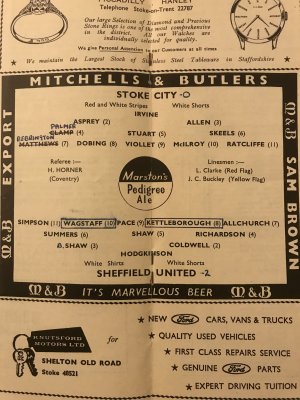 PICCADILLY - HANLEY
Telephone Stoke-on-Trent 23787
Our large Selection of Diamond and Precious
Stone Rings is one of the most comprehensive
in the district. All our Watches are
individually selected for quality.
We give Personal Attention to our Customers at all times
We maintain the Largest Stock of Stainless Steel Tableware in Staffordshire
MITCHELLS & BUTLERS
M&B EXPORT
M&B
SAM BROWN
M&B
STOKE CITY -0
Red and White Stripes White Shorts
IRVINE
PALMER
ASPREY (2) ALLEN (3)
CLAMP (4) STUART (5) SKEELS (6)
BEBBINGTON
MATTHEWS (7) DOBING (8) VIOLLET (9) McILROY (10) RATCLIFFE (11)
Referee :— Linesmen :—
H. HORNER L. Clarke (Red Flag)
(Coventry) J. C. Buckley (Yellow Flag)
Marston's
Pedigree
Ale
SIMPSON (11) WAGSTAFF (10) PACE (9) KETTLEBOROUGH (8) ALLCHURCH (7)
SUMMERS (6) SHAW (5) RICHARDSON (4)
B. SHAW (3) COLDWELL (2)
HODGKINSON
White Shirts White Shorts
SHEFFIELD UNITED -2
M&B IT'S MARVELLOUS BEER M&B
KNUTSFORD
MOTORS LTD
for
SHELTON OLD ROAD
Stoke 48521
★ NEW Ford CARS, VANS & TRUCKS
★ QUALITY USED VEHICLES
★ FIRST CLASS REPAIRS SERVICE
★ GENUINE Ford PARTS
★ EXPERT DRIVING TUITION